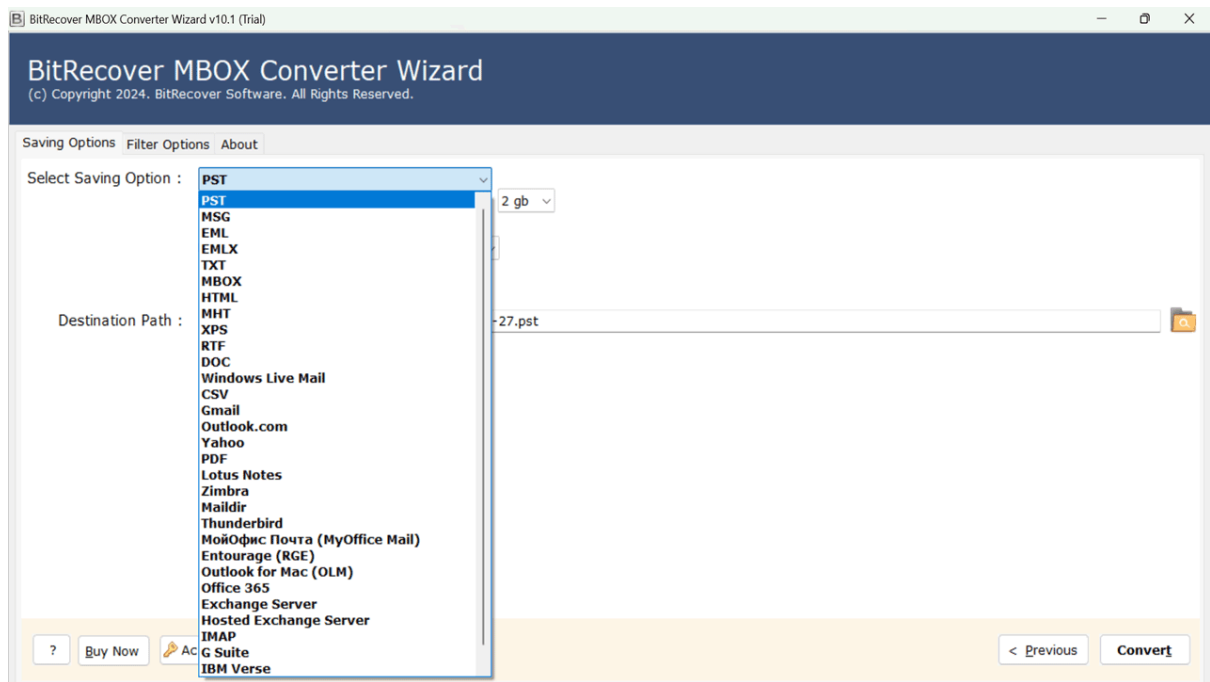 BitRecover MBOX Converter Wizard v10.1 (Trial)
BitRecover MBOX Converter Wizard
(c) Copyright 2024. BitRecover Software. All Rights Reserved.
Saving Options Filter Options About
Select Saving Option : PST
PST
2 gb
MSG
EML
EMLX
TXT
MBOX
HTML
MHT
Destination Path : -27.pst
XPS
RTF
DOC
Windows Live Mail
CSV
Gmail
Outlook.com
Yahoo
PDF
Lotus Notes
Zimbra
Maildir
Thunderbird
МойОфис Почта (MyOffice Mail)
Entourage (RGE)
Outlook for Mac (OLM)
Office 365
Exchange Server
Hosted Exchange Server
IMAP
G Suite
IBM Verse
? Buy Now Ac < Previous Convert